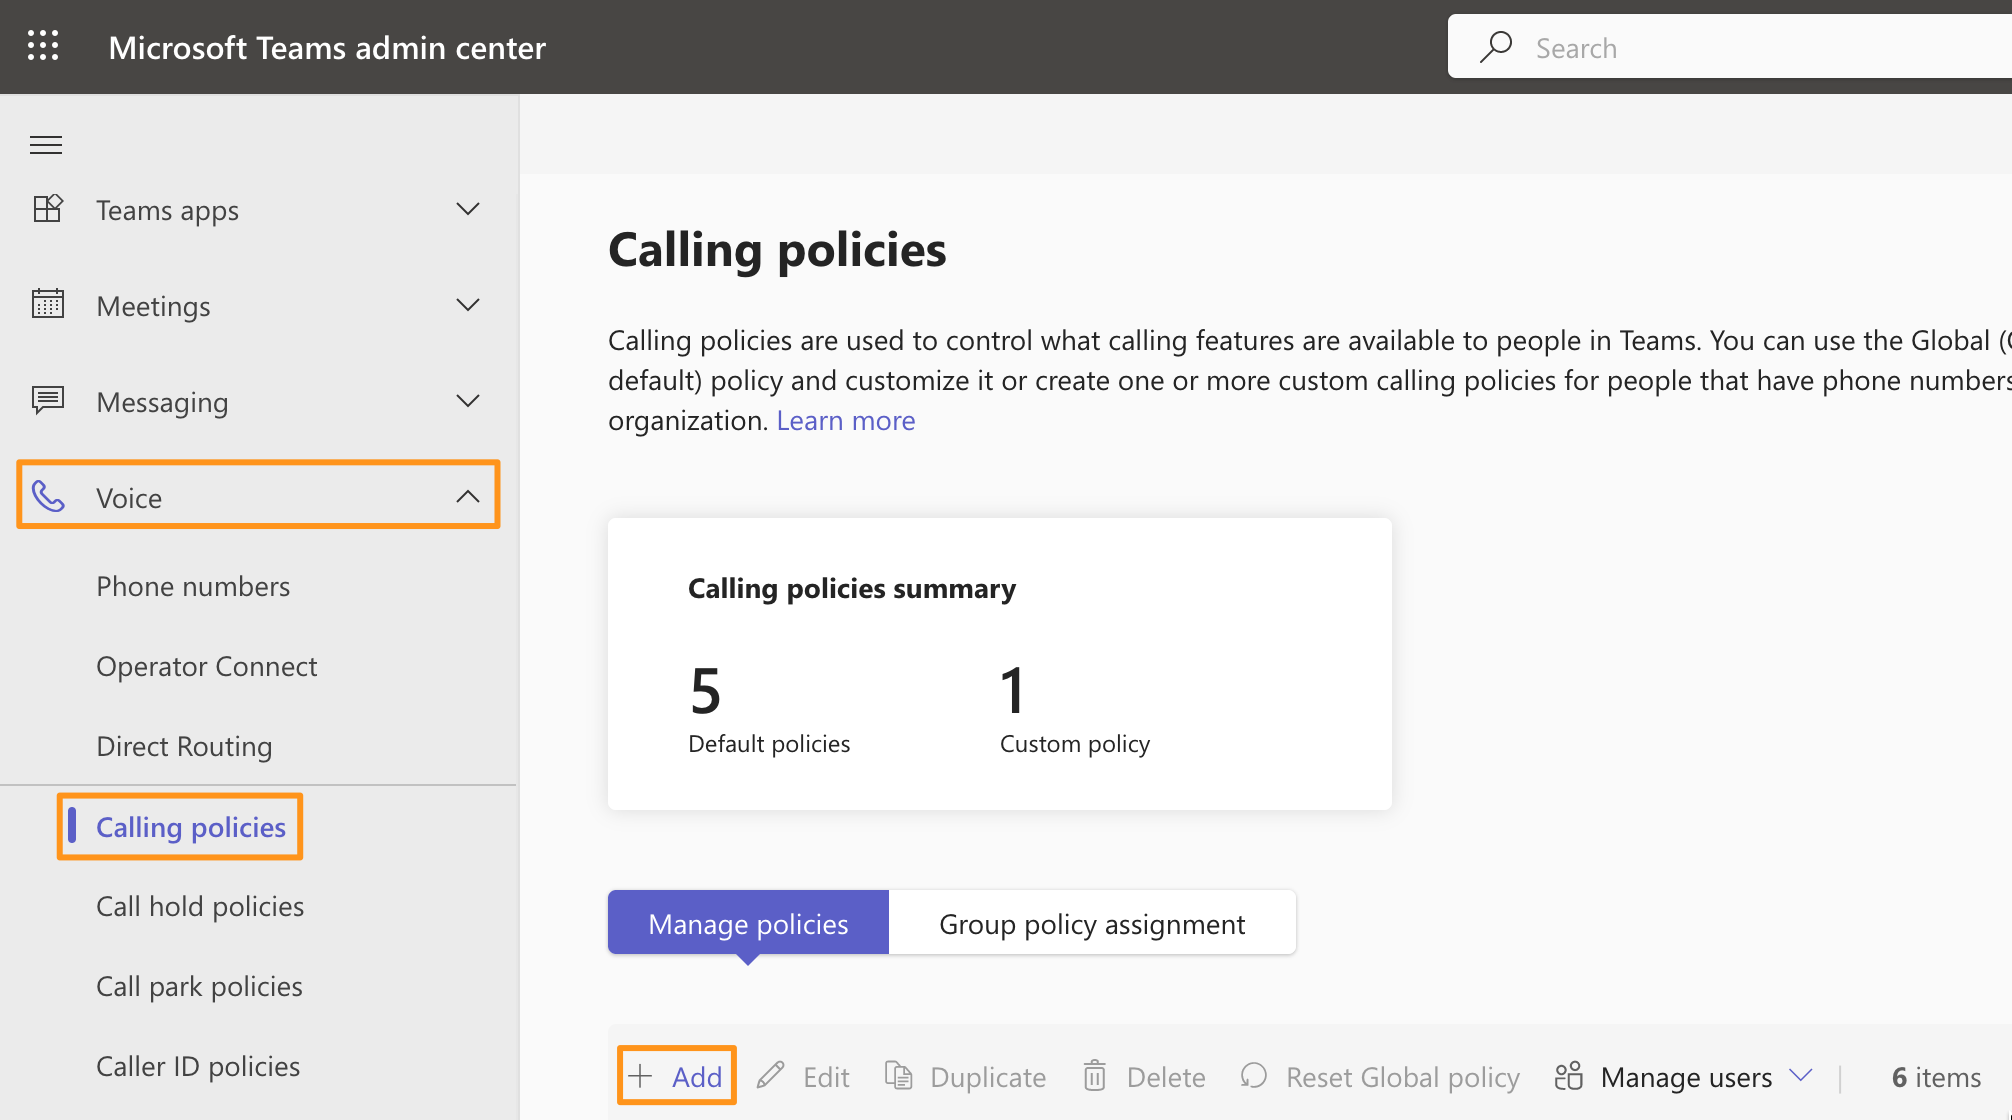 Microsoft Teams admin center
Search
Teams apps
Meetings
Messaging
Voice
Phone numbers
Operator Connect
Direct Routing
Calling policies
Call hold policies
Call park policies
Caller ID policies
Calling policies
Calling policies are used to control what calling features are available to people in Teams. You can use the Global (
default) policy and customize it or create one or more custom calling policies for people that have phone numbers
organization. Learn more
Calling policies summary
5 1
Default policies Custom policy
Manage policies Group policy assignment
Add Edit Duplicate Delete Reset Global policy Manage users 6 items